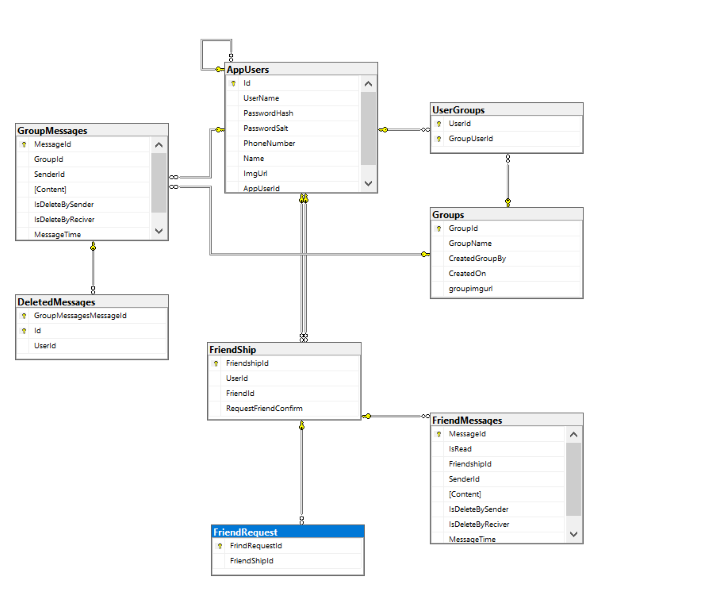 AppUsers
Id
UserName
PasswordHash
PasswordSalt
PhoneNumber
Name
ImgUrl
AppUserId
UserGroups
UserId
GroupUserId
GroupMessages
MessageId
GroupId
SenderId
[Content]
IsDeleteBySender
IsDeleteByReciver
MessageTime
Groups
GroupId
GroupName
CreatedGroupBy
CreatedOn
groupimgurl
DeletedMessages
GroupMessagesMessageId
Id
UserId
FriendShip
FriendshipId
UserId
FriendId
RequestFriendConfirm
FriendMessages
MessageId
IsRead
FriendshipId
SenderId
[Content]
IsDeleteBySender
IsDeleteByReciver
MessageTime
FriendRequest
FrindRequestId
FriendShipId